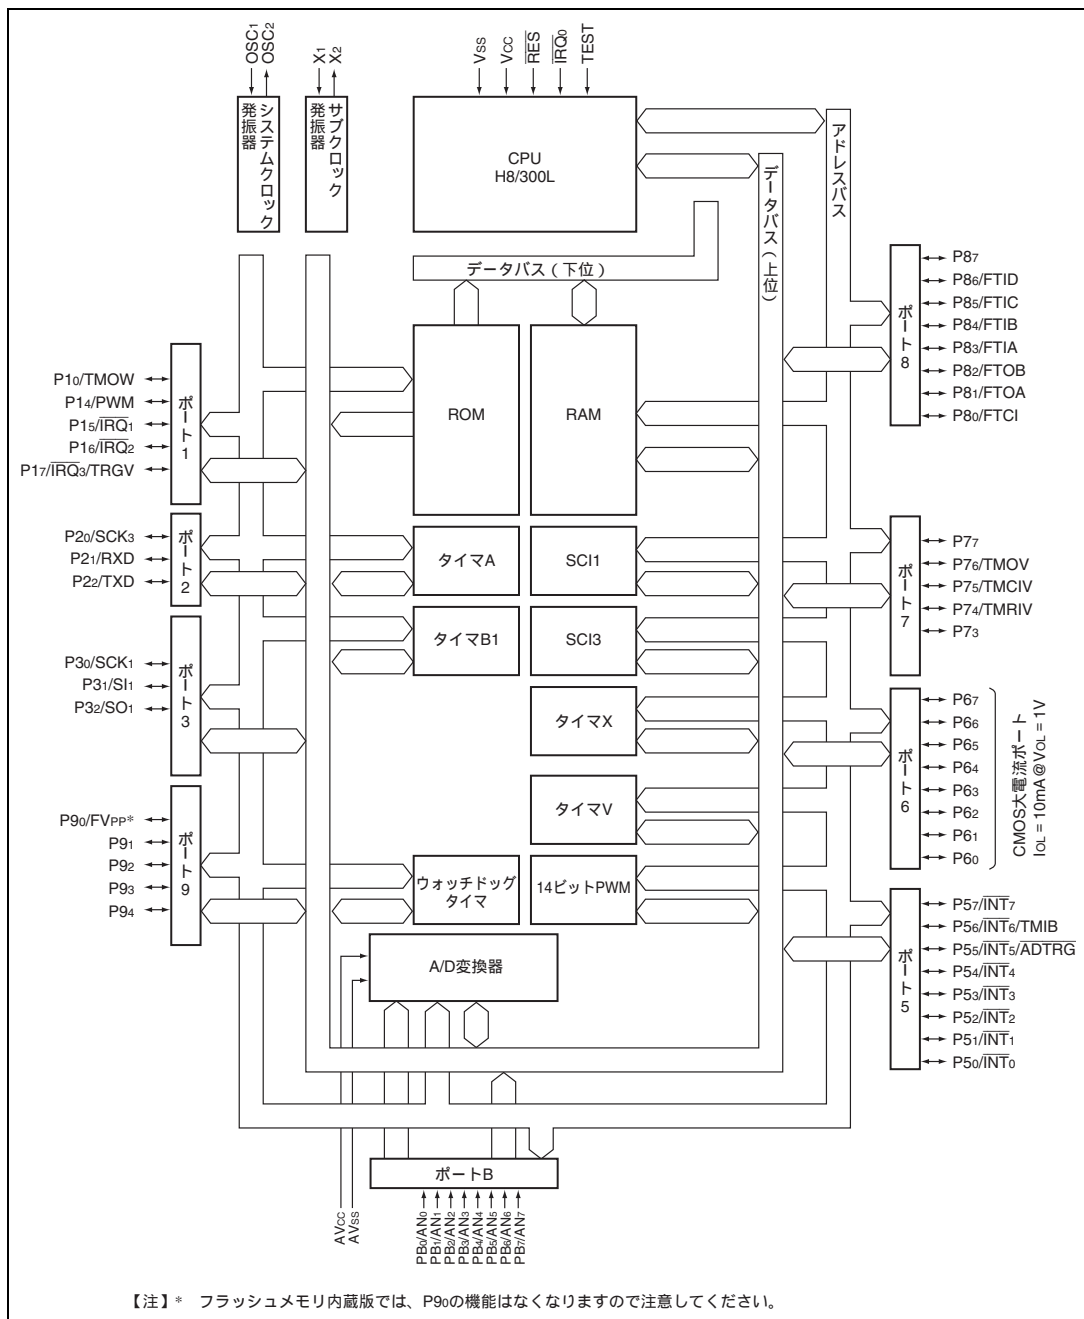 OSC1
OSC2
X1
X2
VSS
VCC
RES
IRQ0
TEST
システムクロック
発振器
サブクロック
発振器
CPU
H8/300L
アドレスバス
データバス(上位)
データバス(下位)
ROM
RAM
P10/TMOW
P14/PWM
P15/IRQ1
P16/IRQ2
P17/IRQ3/TRGV
ポート1
P20/SCK3
P21/RXD
P22/TXD
ポート2
P30/SCK1
P31/SI1
P32/SO1
ポート3
P90/FVPP*
P91
P92
P93
P94
ポート9
タイマA
SCI1
タイマB1
SCI3
タイマX
タイマV
ウォッチドッグ
タイマ
14ビットPWM
A/D変換器
ポート8
P87
P86/FTID
P85/FTIC
P84/FTIB
P83/FTIA
P82/FTOB
P81/FTOA
P80/FTCI
ポート7
P77
P76/TMOV
P75/TMCIV
P74/TMRIV
P73
ポート6
P67
P66
P65
P64
P63
P62
P61
P60
CMOS大電流ポート
IOL = 10mA@VOL = 1V
ポート5
P57/INT7
P56/INT6/TMIB
P55/INT5/ADTRG
P54/INT4
P53/INT3
P52/INT2
P51/INT1
P50/INT0
ポートB
AVCC
AVSS
PB0/AN0
PB1/AN1
PB2/AN2
PB3/AN3
PB4/AN4
PB5/AN5
PB6/AN6
PB7/AN7
【注】* フラッシュメモリ内蔵版では、P90の機能はなくなりますので注意してください。